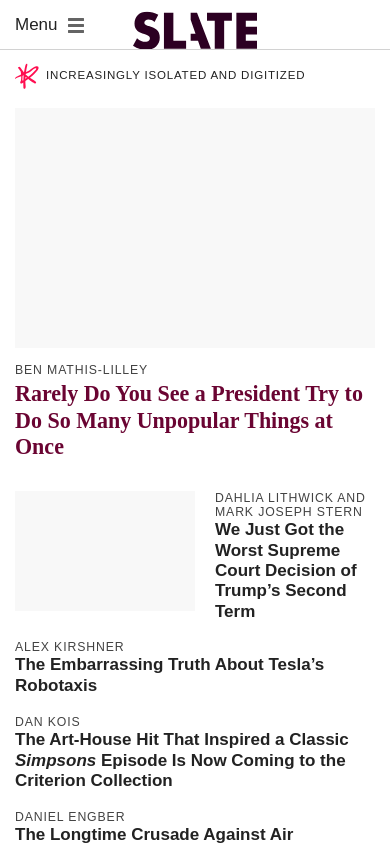 Menu
SLATE
INCREASINGLY ISOLATED AND DIGITIZED
BEN MATHIS-LILLEY
Rarely Do You See a President Try to
Do So Many Unpopular Things at
Once
DAHLIA LITHWICK AND
MARK JOSEPH STERN
We Just Got the
Worst Supreme
Court Decision of
Trump’s Second
Term
ALEX KIRSHNER
The Embarrassing Truth About Tesla’s
Robotaxis
DAN KOIS
The Art-House Hit That Inspired a Classic
Simpsons Episode Is Now Coming to the
Criterion Collection
DANIEL ENGBER
The Longtime Crusade Against Air